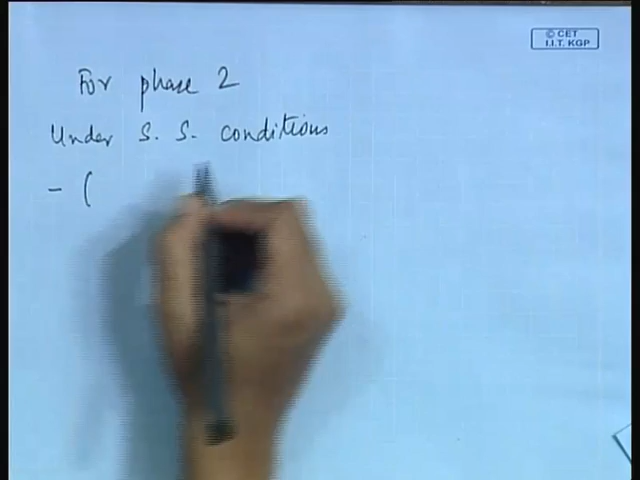 © CET
I.I.T. KGP
For phase 2
Under S. S. conditions
- (